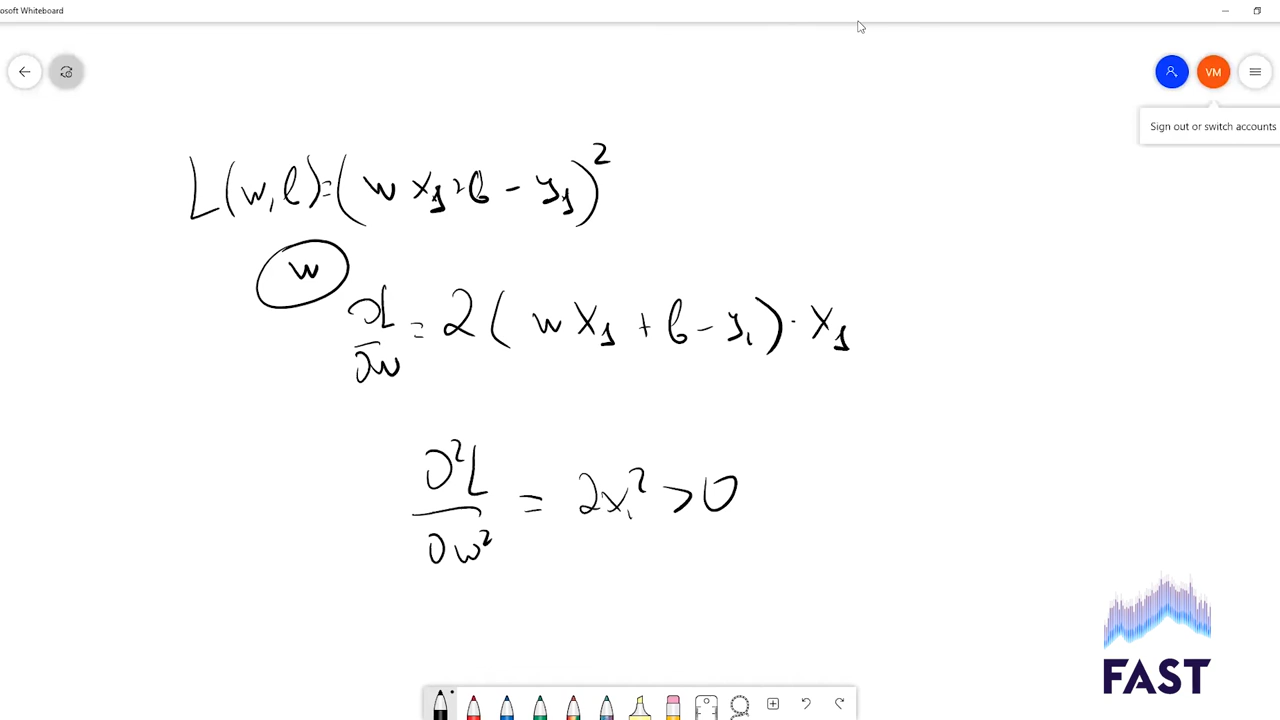 osoft Whiteboard
VM
Sign out or switch accounts
L(w,b)=(w x₁+b - y₁)²
w
∂L/∂w = 2( w x₁ + b - y₁) · x₁
∂²L/∂w² = 2x₁² > 0
FAST